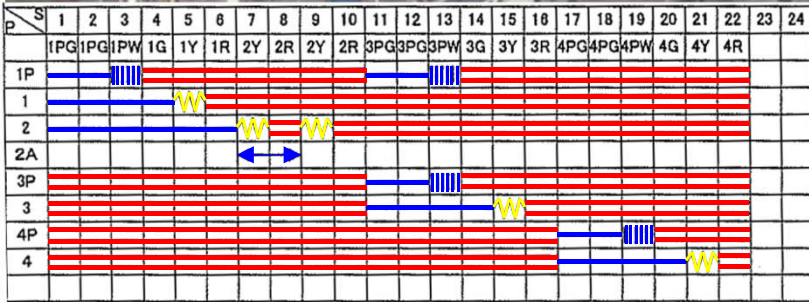 P S 1 2 3 4 5 6 7 8 9 10 11 12 13 14 15 16 17 18 19 20 21 22 23 24
1PG 1PG 1PW 1G 1Y 1R 2Y 2R 2Y 2R 3PG 3PG 3PW 3G 3Y 3R 4PG 4PG 4PW 4G 4Y 4R
1P
1
2
2A
3P
3
4P
4